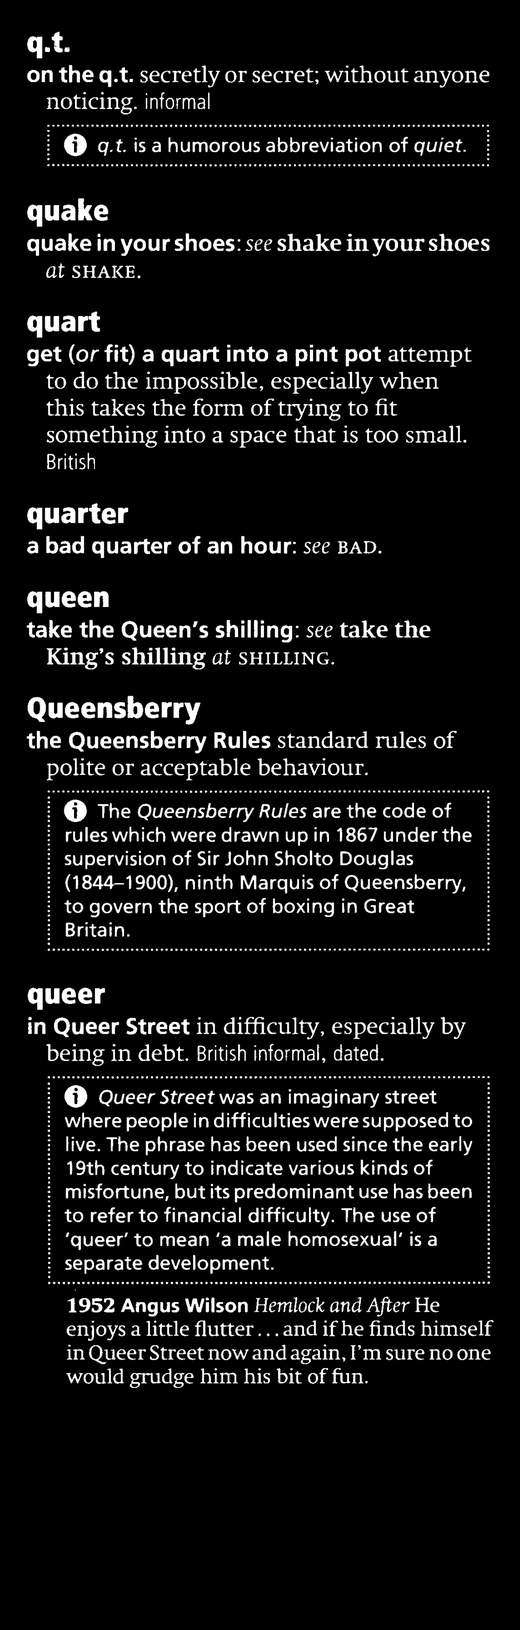 q.t.
on the q.t. secretly or secret; without anyone
noticing. informal
q.t. is a humorous abbreviation of quiet.
quake
quake in your shoes: see shake in your shoes
at SHAKE.
quart
get (or fit) a quart into a pint pot attempt
to do the impossible, especially when
this takes the form of trying to fit
something into a space that is too small.
British
quarter
a bad quarter of an hour: see BAD.
queen
take the Queen's shilling: see take the
King's shilling at SHILLING.
Queensberry
the Queensberry Rules standard rules of
polite or acceptable behaviour.
The Queensberry Rules are the code of
rules which were drawn up in 1867 under the
supervision of Sir John Sholto Douglas
(1844–1900), ninth Marquis of Queensberry,
to govern the sport of boxing in Great
Britain.
queer
in Queer Street in difficulty, especially by
being in debt. British informal, dated.
Queer Street was an imaginary street
where people in difficulties were supposed to
live. The phrase has been used since the early
19th century to indicate various kinds of
misfortune, but its predominant use has been
to refer to financial difficulty. The use of
'queer' to mean 'a male homosexual' is a
separate development.
1952 Angus Wilson Hemlock and After He
enjoys a little flutter...and if he finds himself
in Queer Street now and again, I'm sure no one
would grudge him his bit of fun.